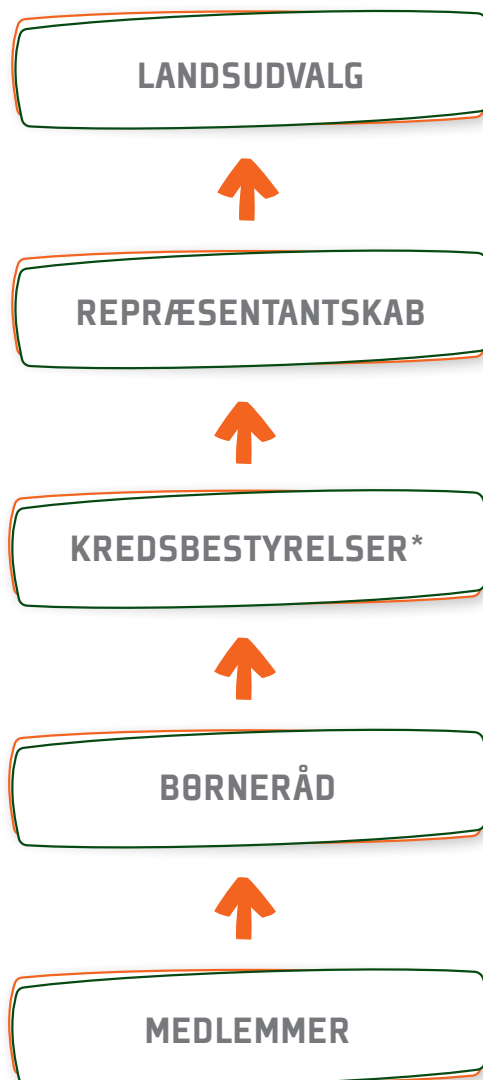 LANDSUDVALG
REPRÆSENTANTSKAB
KREDSBESTYRELSER*
BØRNERÅD
MEDLEMMER